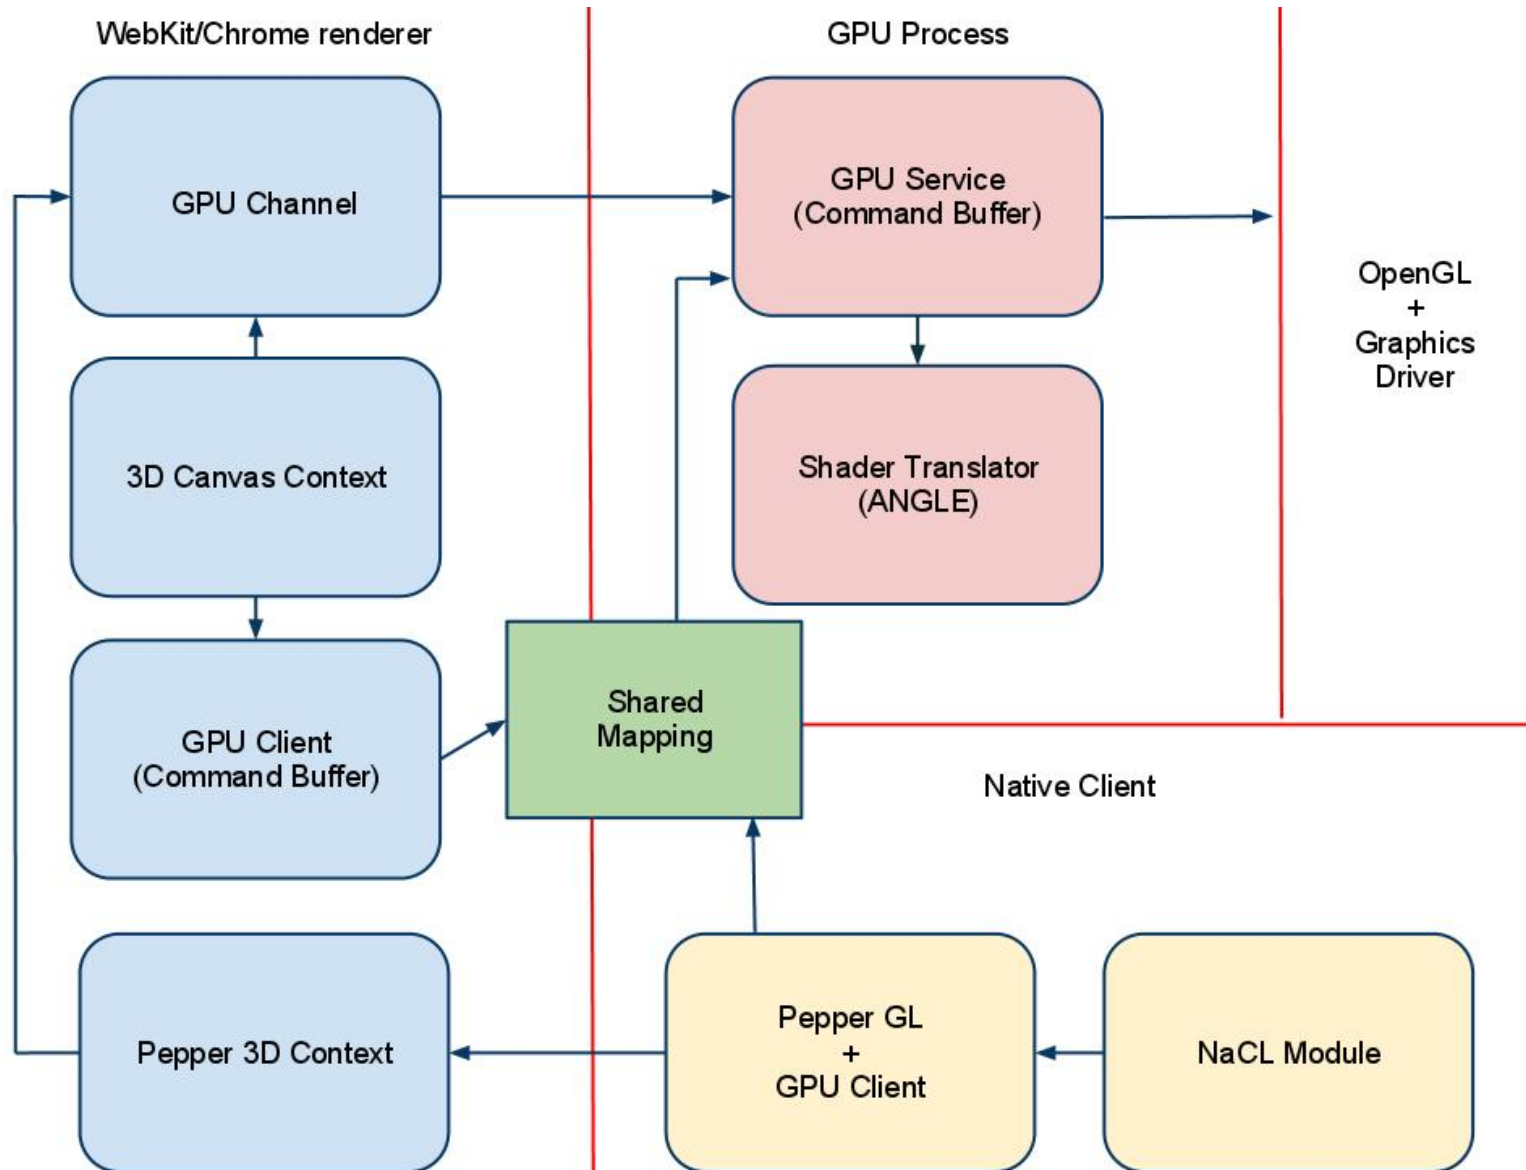 WebKit/Chrome renderer
GPU Process
GPU Channel
GPU Service
(Command Buffer)
OpenGL
+
Graphics
Driver
3D Canvas Context
Shader Translator
(ANGLE)
GPU Client
(Command Buffer)
Shared
Mapping
Native Client
Pepper 3D Context
Pepper GL
+
GPU Client
NaCL Module